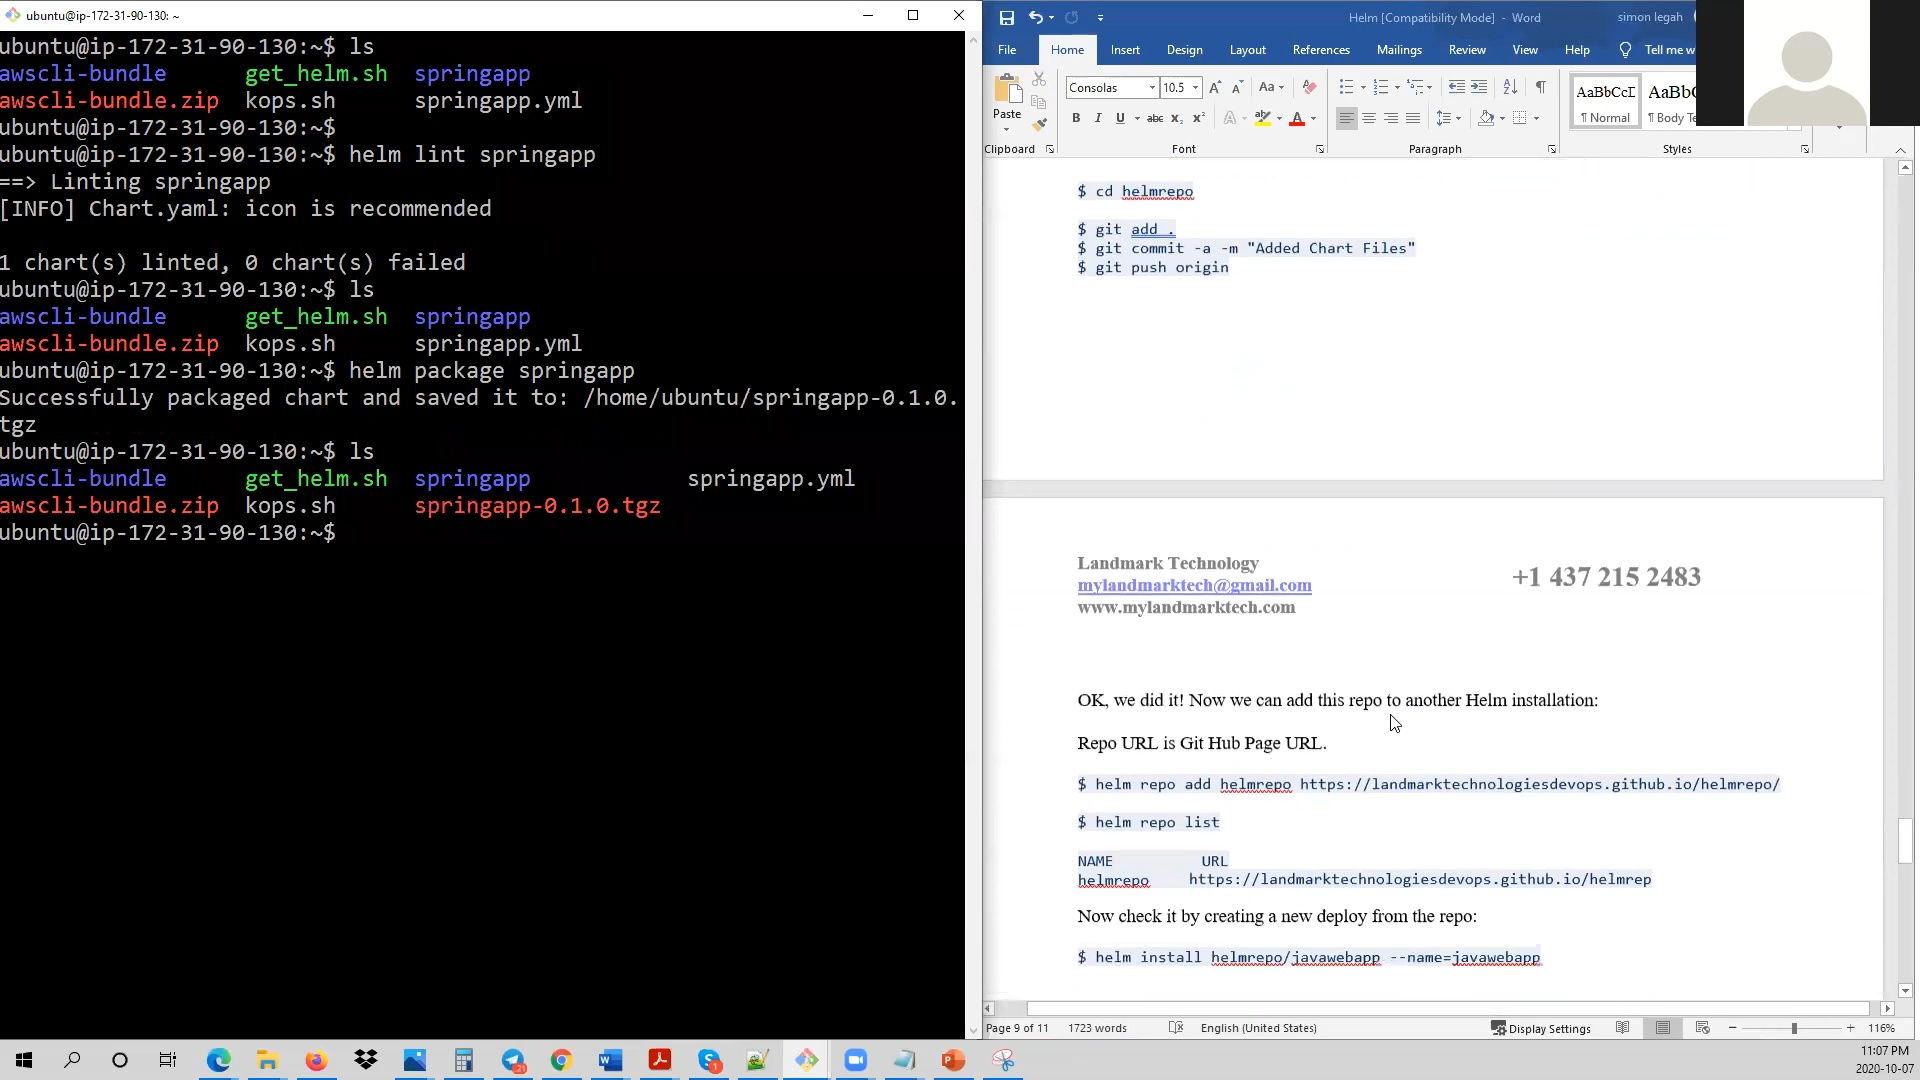 ubuntu@ip-172-31-90-130: ~
ubuntu@ip-172-31-90-130:~$ ls
awscli-bundle get_helm.sh springapp
awscli-bundle.zip kops.sh springapp.yml
ubuntu@ip-172-31-90-130:~$
ubuntu@ip-172-31-90-130:~$ helm lint springapp
==> Linting springapp
[INFO] Chart.yaml: icon is recommended
1 chart(s) linted, 0 chart(s) failed
ubuntu@ip-172-31-90-130:~$ ls
awscli-bundle get_helm.sh springapp
awscli-bundle.zip kops.sh springapp.yml
ubuntu@ip-172-31-90-130:~$ helm package springapp
Successfully packaged chart and saved it to: /home/ubuntu/springapp-0.1.0.
tgz
ubuntu@ip-172-31-90-130:~$ ls
awscli-bundle get_helm.sh springapp springapp.yml
awscli-bundle.zip kops.sh springapp-0.1.0.tgz
ubuntu@ip-172-31-90-130:~$
Helm [Compatibility Mode] - Word simon legah
File Home Insert Design Layout References Mailings Review View Help Tell me w
Paste
Consolas 10.5
AaBbCcD AaBbC
¶ Normal ¶ Body Te
Clipboard Font Paragraph Styles
$ cd helmrepo
$ git add .
$ git commit -a -m "Added Chart Files"
$ git push origin
Landmark Technology
mylandmarktech@gmail.com
www.mylandmarktech.com
+1 437 215 2483
OK, we did it! Now we can add this repo to another Helm installation:
Repo URL is Git Hub Page URL.
$ helm repo add helmrepo https://landmarktechnologiesdevops.github.io/helmrepo/
$ helm repo list
NAME URL
helmrepo https://landmarktechnologiesdevops.github.io/helmrep
Now check it by creating a new deploy from the repo:
$ helm install helmrepo/javawebapp --name=javawebapp
Page 9 of 11 1723 words English (United States) Display Settings 116%
11:07 PM
2020-10-07